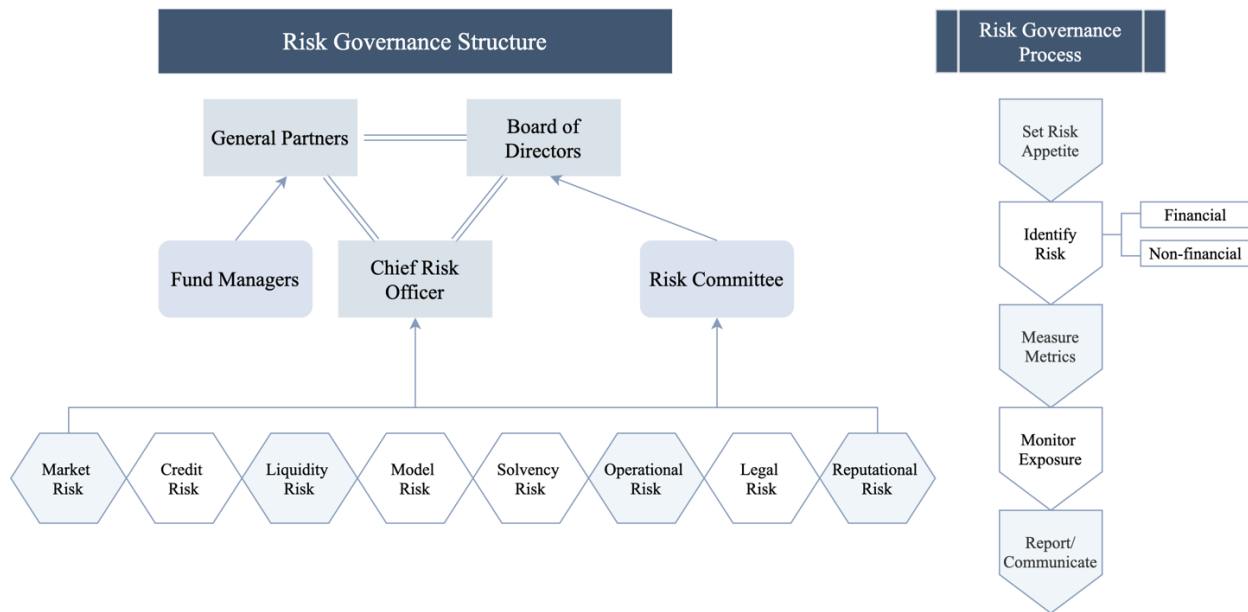 Risk Governance Structure
General Partners
Board of
Directors
Fund Managers
Chief Risk
Officer
Risk Committee
Market
Risk
Credit
Risk
Liquidity
Risk
Model
Risk
Solvency
Risk
Operational
Risk
Legal
Risk
Reputational
Risk
Risk Governance
Process
Set Risk
Appetite
Identify
Risk
Financial
Non-financial
Measure
Metrics
Monitor
Exposure
Report/
Communicate